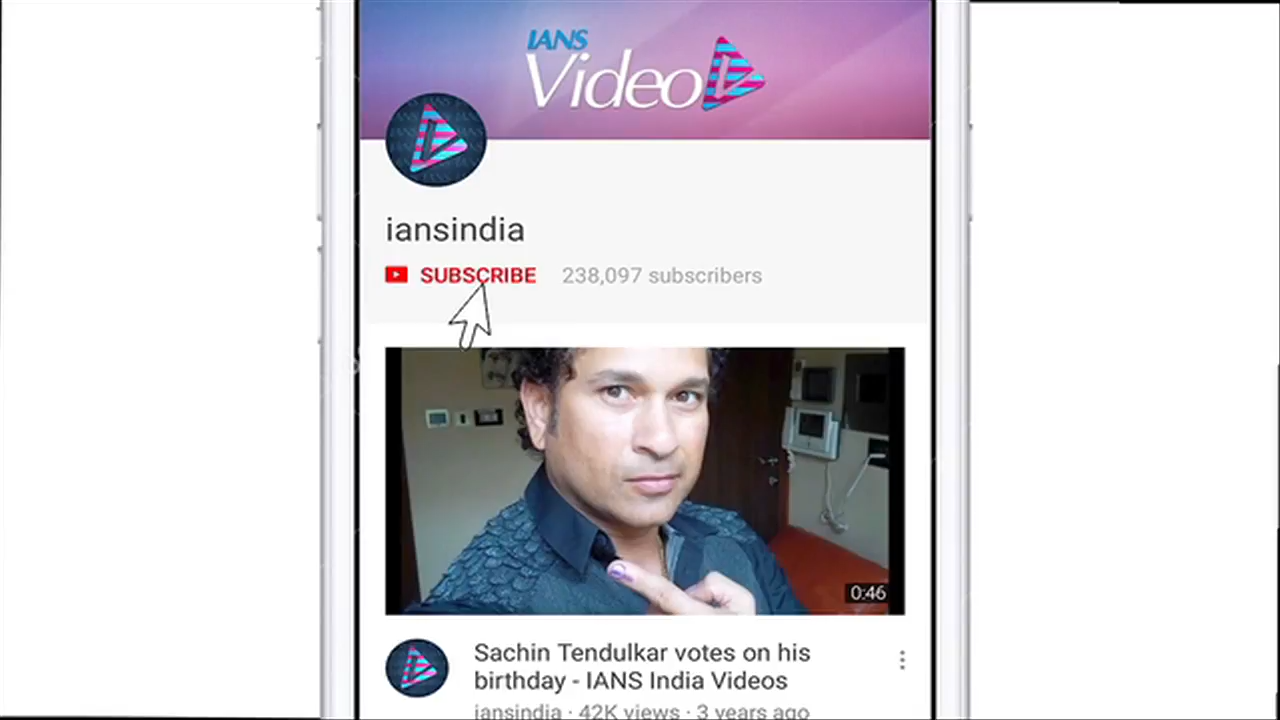 IANS
Video
iansindia
SUBSCRIBE 238,097 subscribers
0:46
Sachin Tendulkar votes on his
birthday - IANS India Videos
iansindia · 42K views · 3 years ago